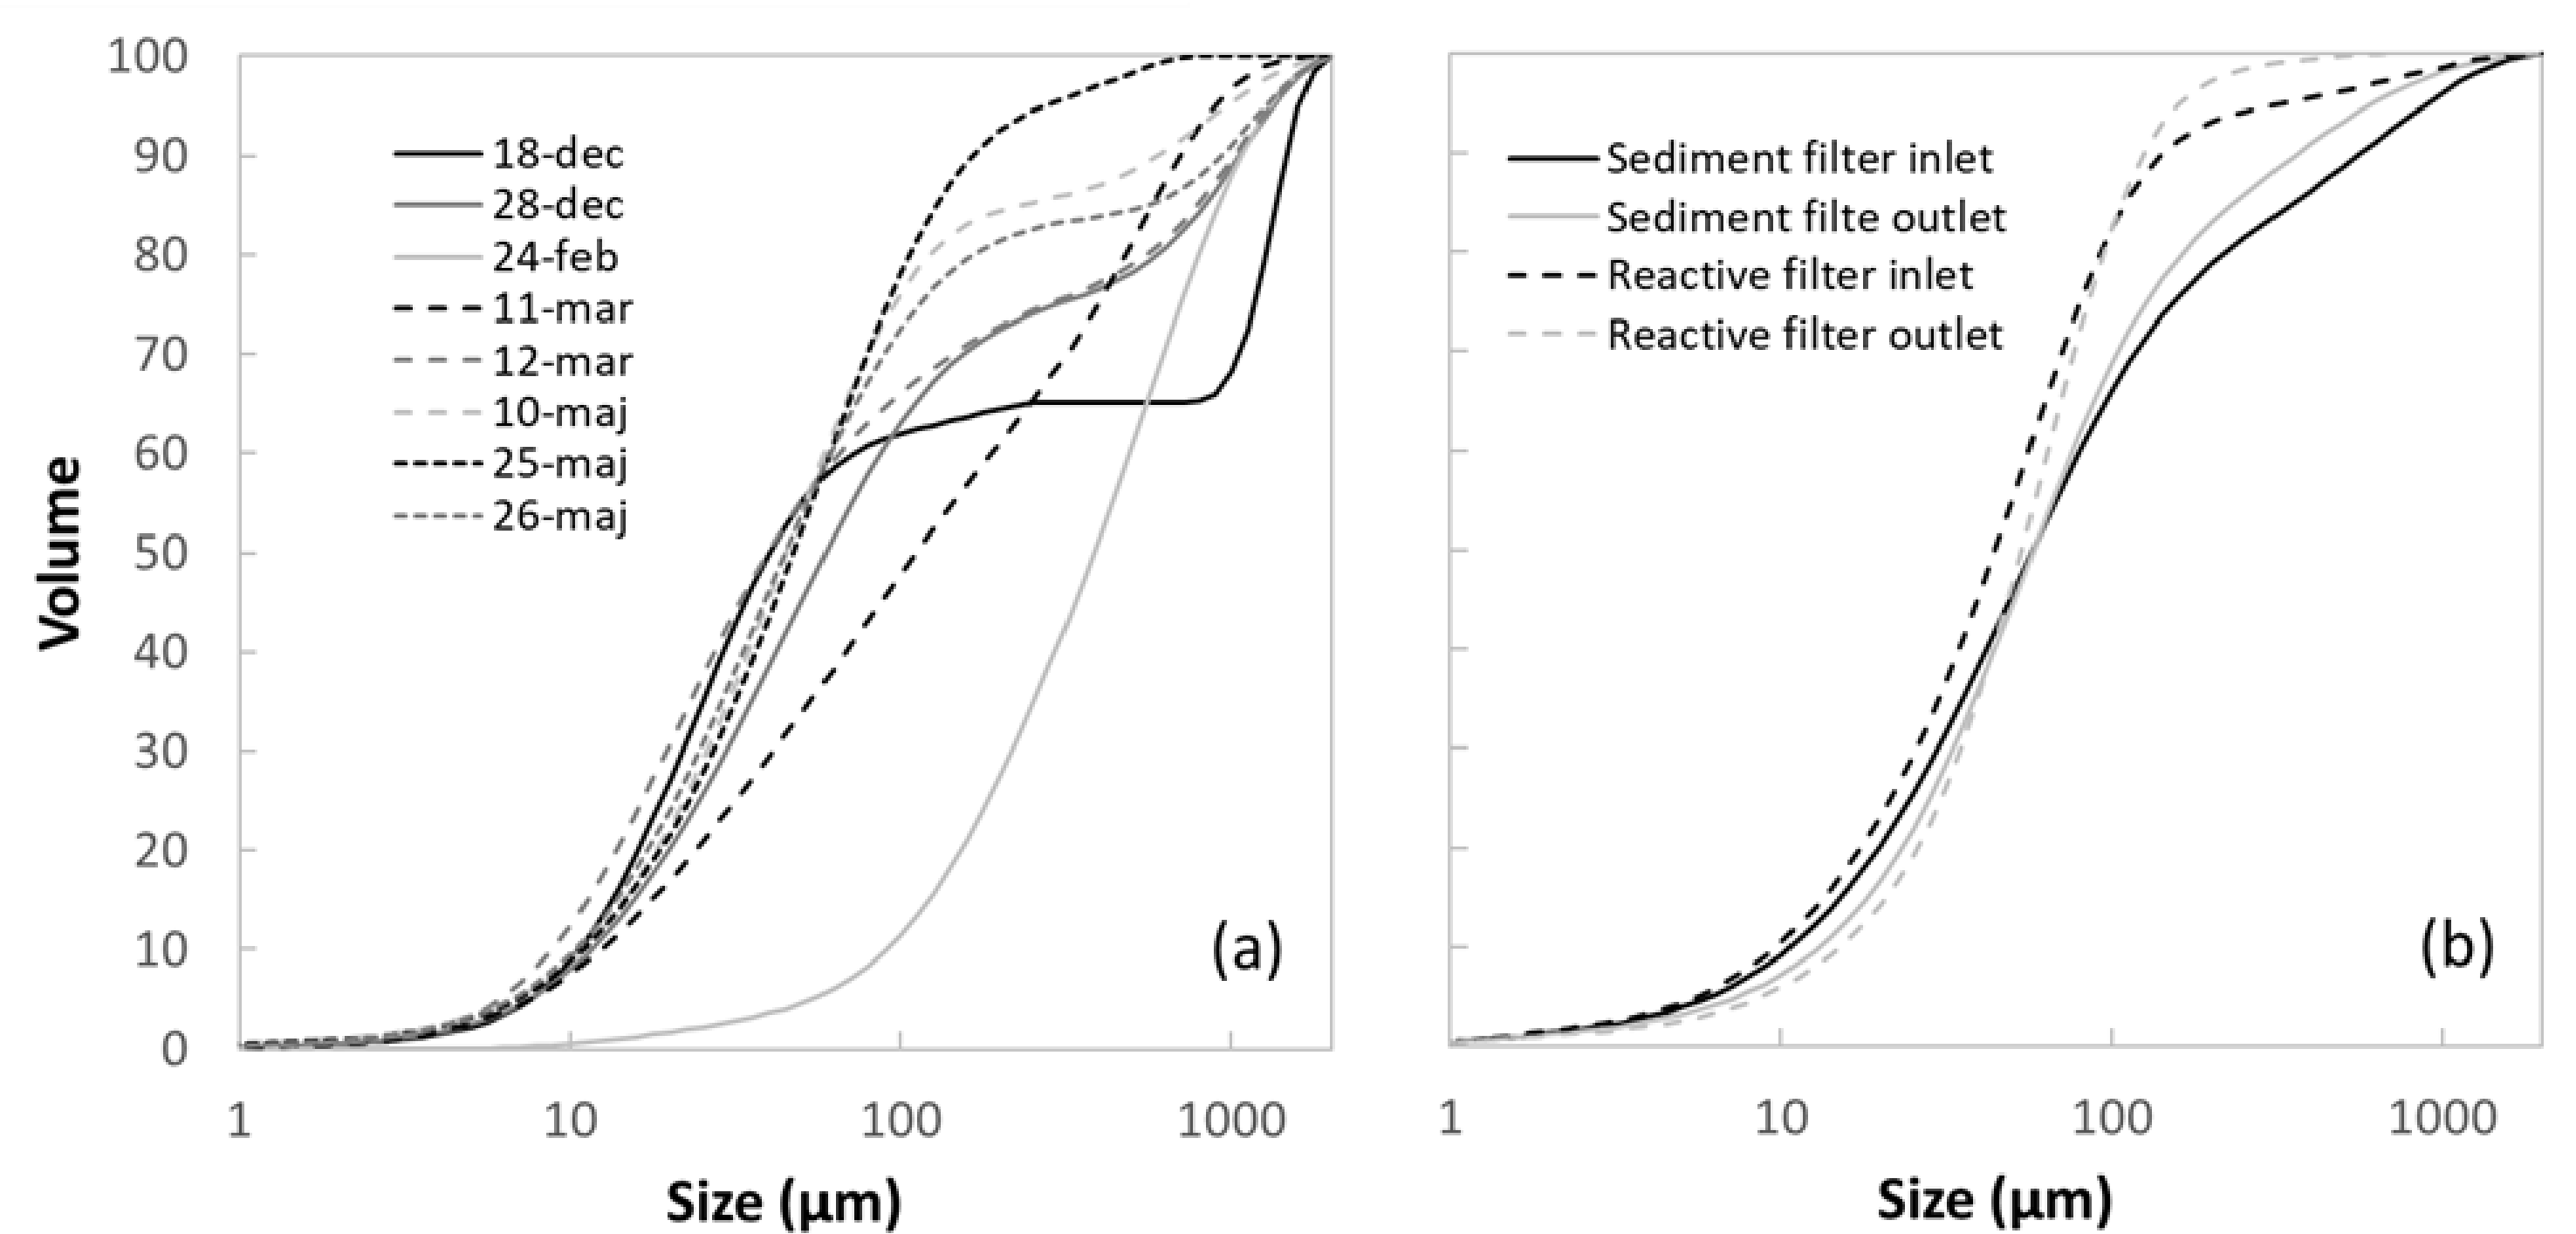 100
90
80
70
60
50
40
30
20
10
0
Volume
18-dec
28-dec
24-feb
11-mar
12-mar
10-maj
25-maj
26-maj
(a)
1 10 100 1000
Size (µm)
Sediment filter inlet
Sediment filte outlet
Reactive filter inlet
Reactive filter outlet
(b)
1 10 100 1000
Size (µm)